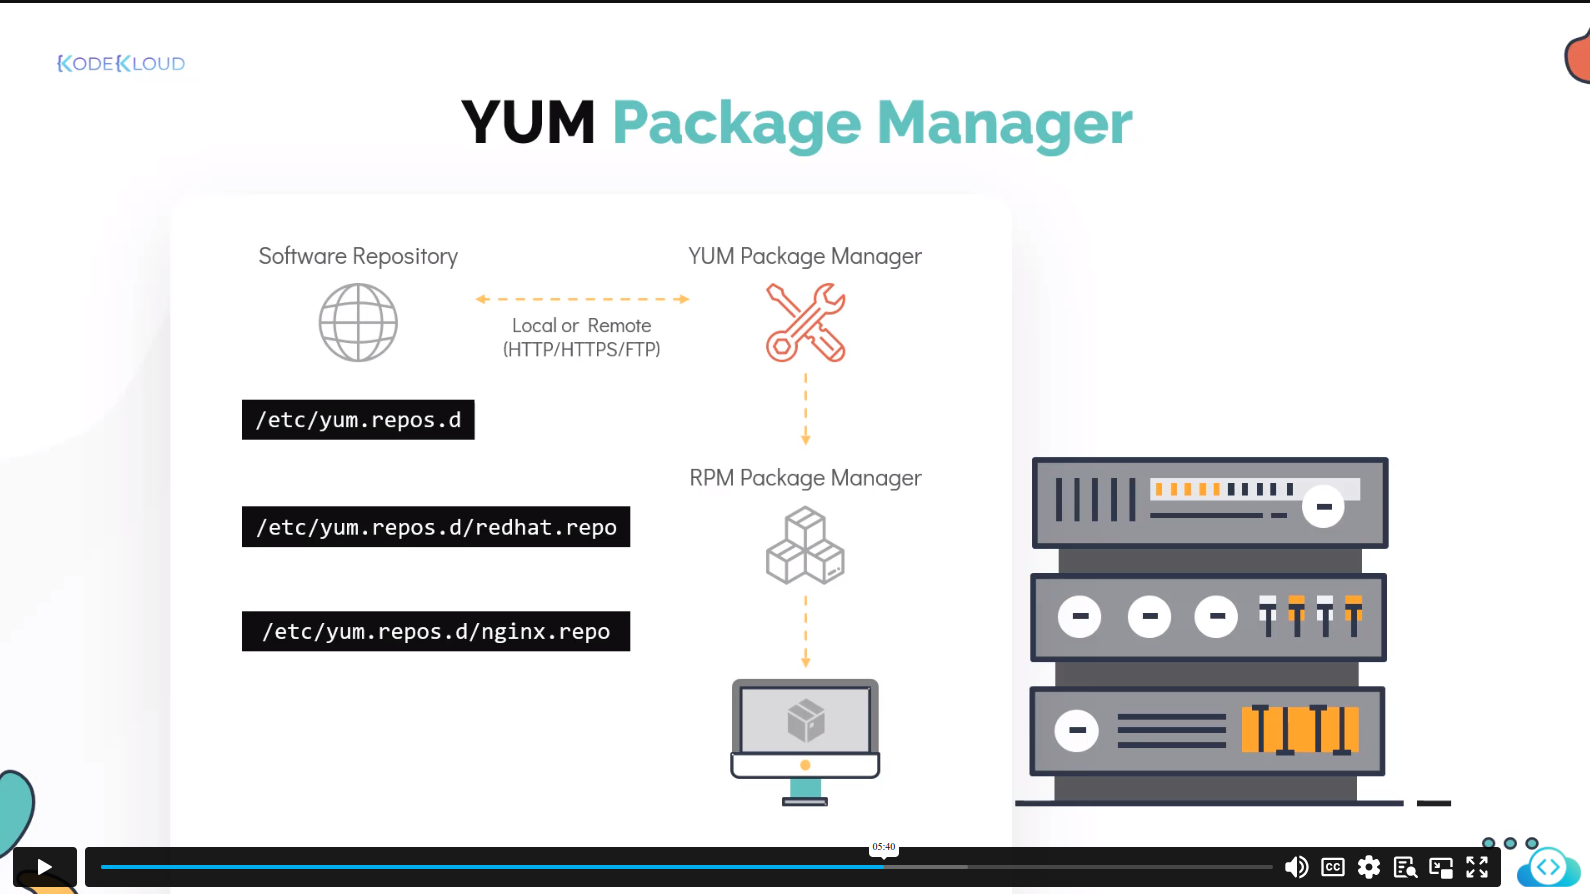 KODEKLOUD
YUM Package Manager
Software Repository
YUM Package Manager
Local or Remote
(HTTP/HTTPS/FTP)
/etc/yum.repos.d
RPM Package Manager
/etc/yum.repos.d/redhat.repo
/etc/yum.repos.d/nginx.repo
05:40
CC